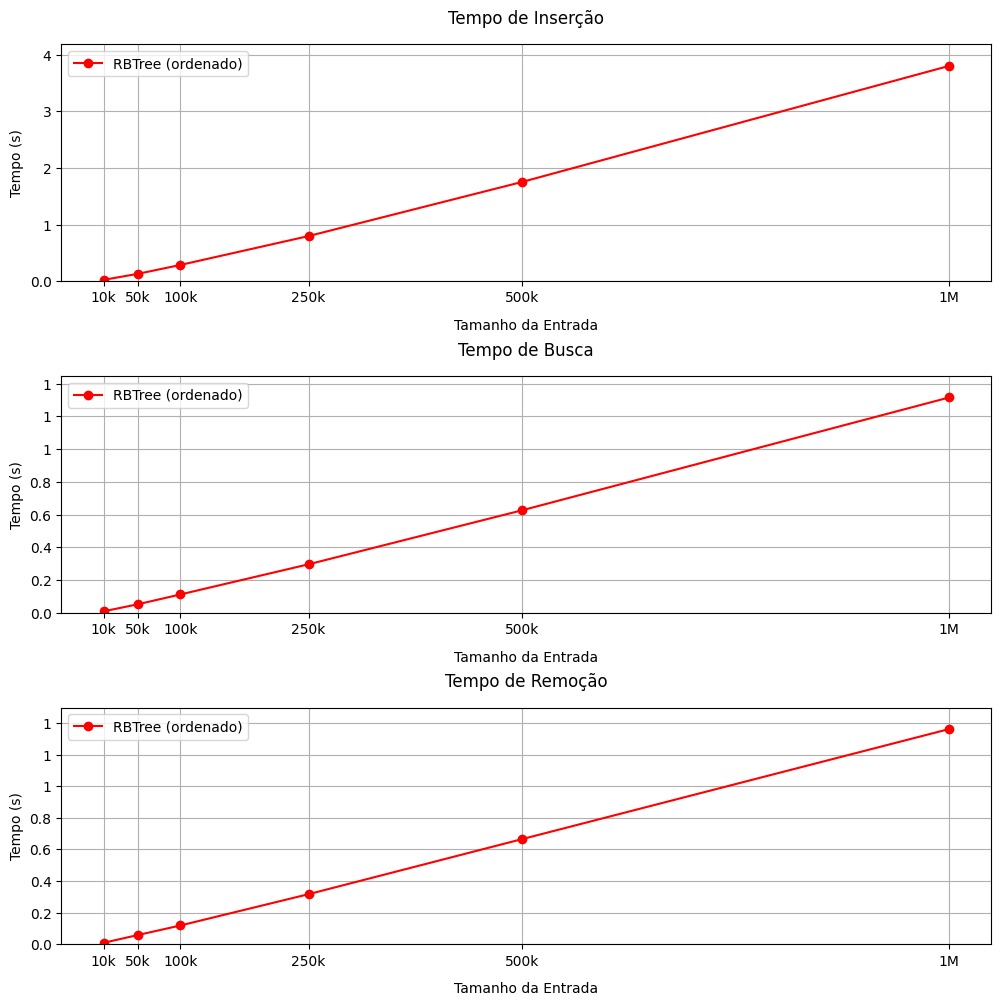 Tempo de Inserção
RBTree (ordenado)
Tempo (s)
4
3
2
1
0.0
10k 50k 100k 250k 500k 1M
Tamanho da Entrada
Tempo de Busca
RBTree (ordenado)
Tempo (s)
1
1
1
0.8
0.6
0.4
0.2
0.0
10k 50k 100k 250k 500k 1M
Tamanho da Entrada
Tempo de Remoção
RBTree (ordenado)
Tempo (s)
1
1
1
0.8
0.6
0.4
0.2
0.0
10k 50k 100k 250k 500k 1M
Tamanho da Entrada